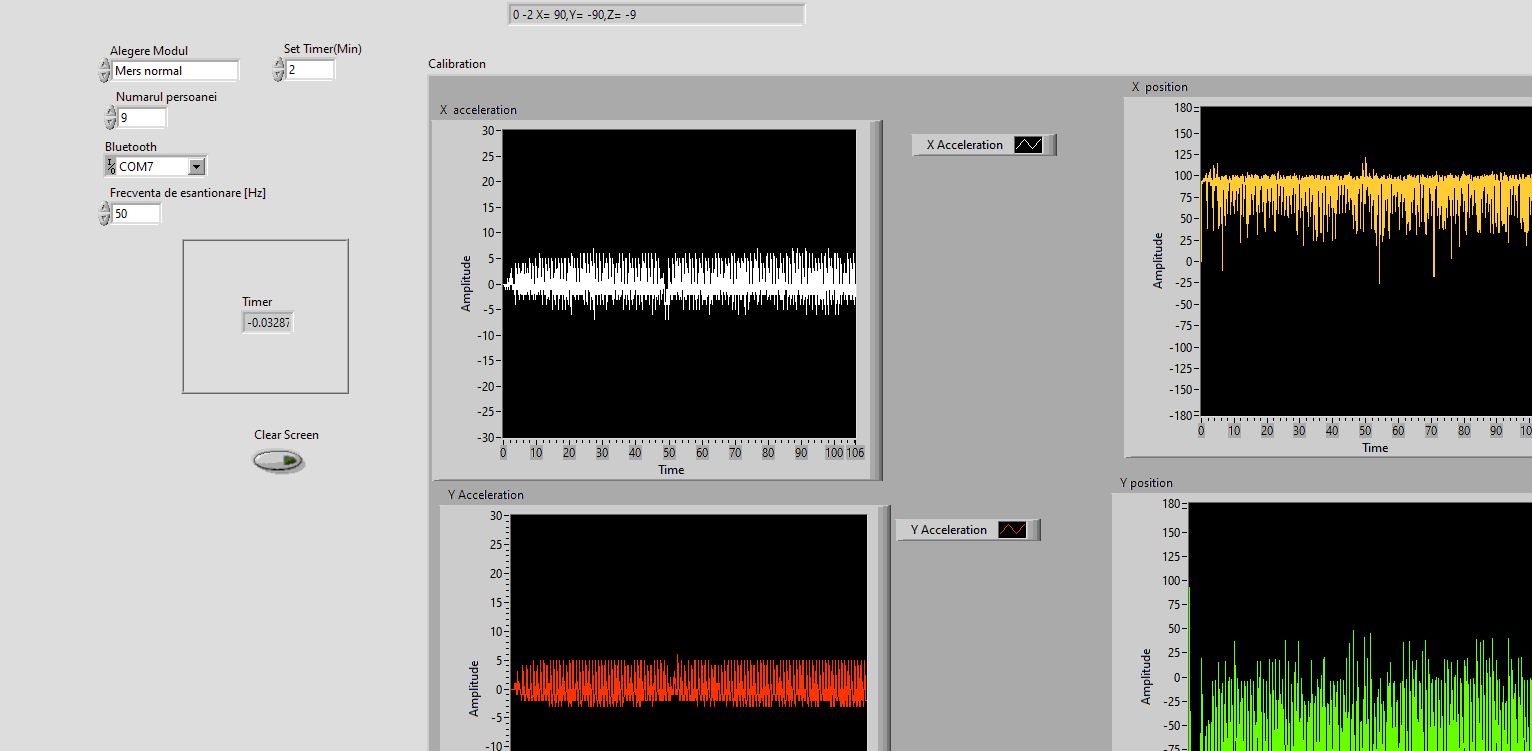 0 -2 X= 90,Y= -90,Z= -9
Alegere Modul
Mers normal
Set Timer(Min)
2
Numarul persoanei
9
Bluetooth
COM7
Frecventa de esantionare [Hz]
50
Timer
-0.03287
Clear Screen
Calibration
X acceleration
Amplitude
30
25
20
15
10
5
0
-5
-10
-15
-20
-25
-30
0 10 20 30 40 50 60 70 80 90 100 106
Time
X Acceleration
X position
Amplitude
180
150
125
100
75
50
25
0
-25
-50
-75
-100
-125
-150
-180
0 10 20 30 40 50 60 70 80 90 10
Time
Y Acceleration
Amplitude
30
25
20
15
10
5
0
-5
-10
Y Acceleration
Y position
Amplitude
180
150
125
100
75
50
25
0
-25
-50
-75